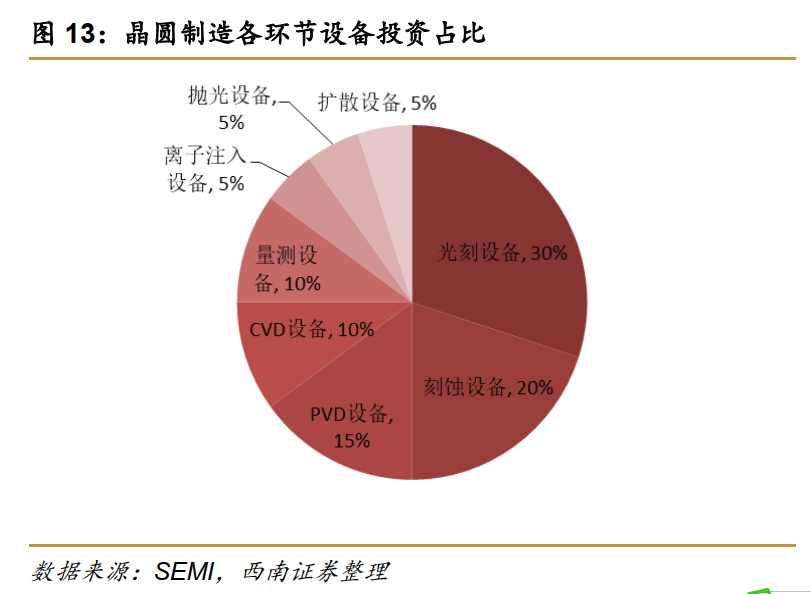 图 13：晶圆制造各环节设备投资占比
抛光设备,
5%
扩散设备, 5%
离子注入
设备, 5%
光刻设备, 30%
量测设
备, 10%
CVD设备, 10%
刻蚀设备, 20%
PVD设备,
15%
数据来源：SEMI，西南证券整理